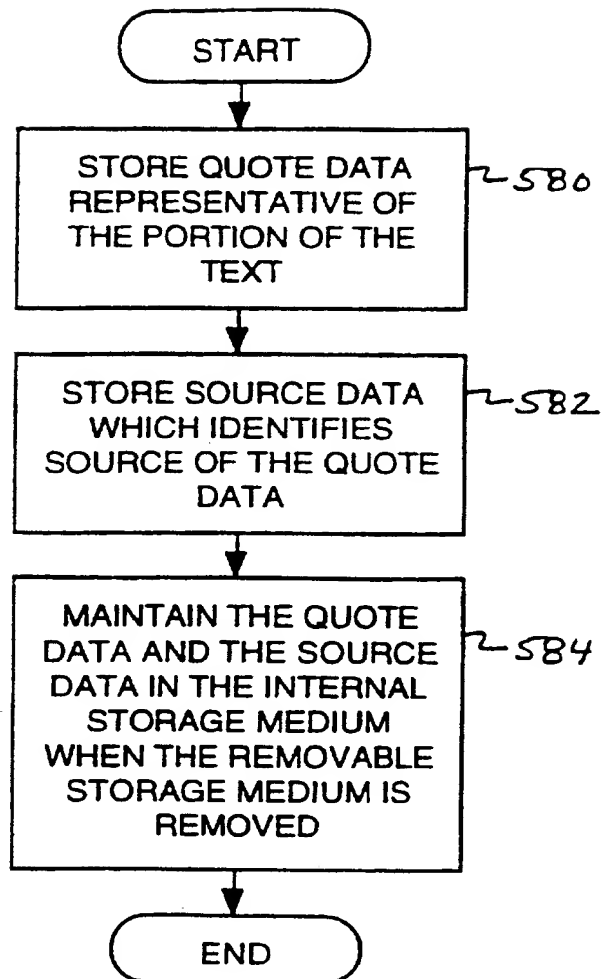 START
STORE QUOTE DATA
REPRESENTATIVE OF
THE PORTION OF THE
TEXT
580
STORE SOURCE DATA
WHICH IDENTIFIES
SOURCE OF THE QUOTE
DATA
582
MAINTAIN THE QUOTE
DATA AND THE SOURCE
DATA IN THE INTERNAL
STORAGE MEDIUM
WHEN THE REMOVABLE
STORAGE MEDIUM IS
REMOVED
584
END